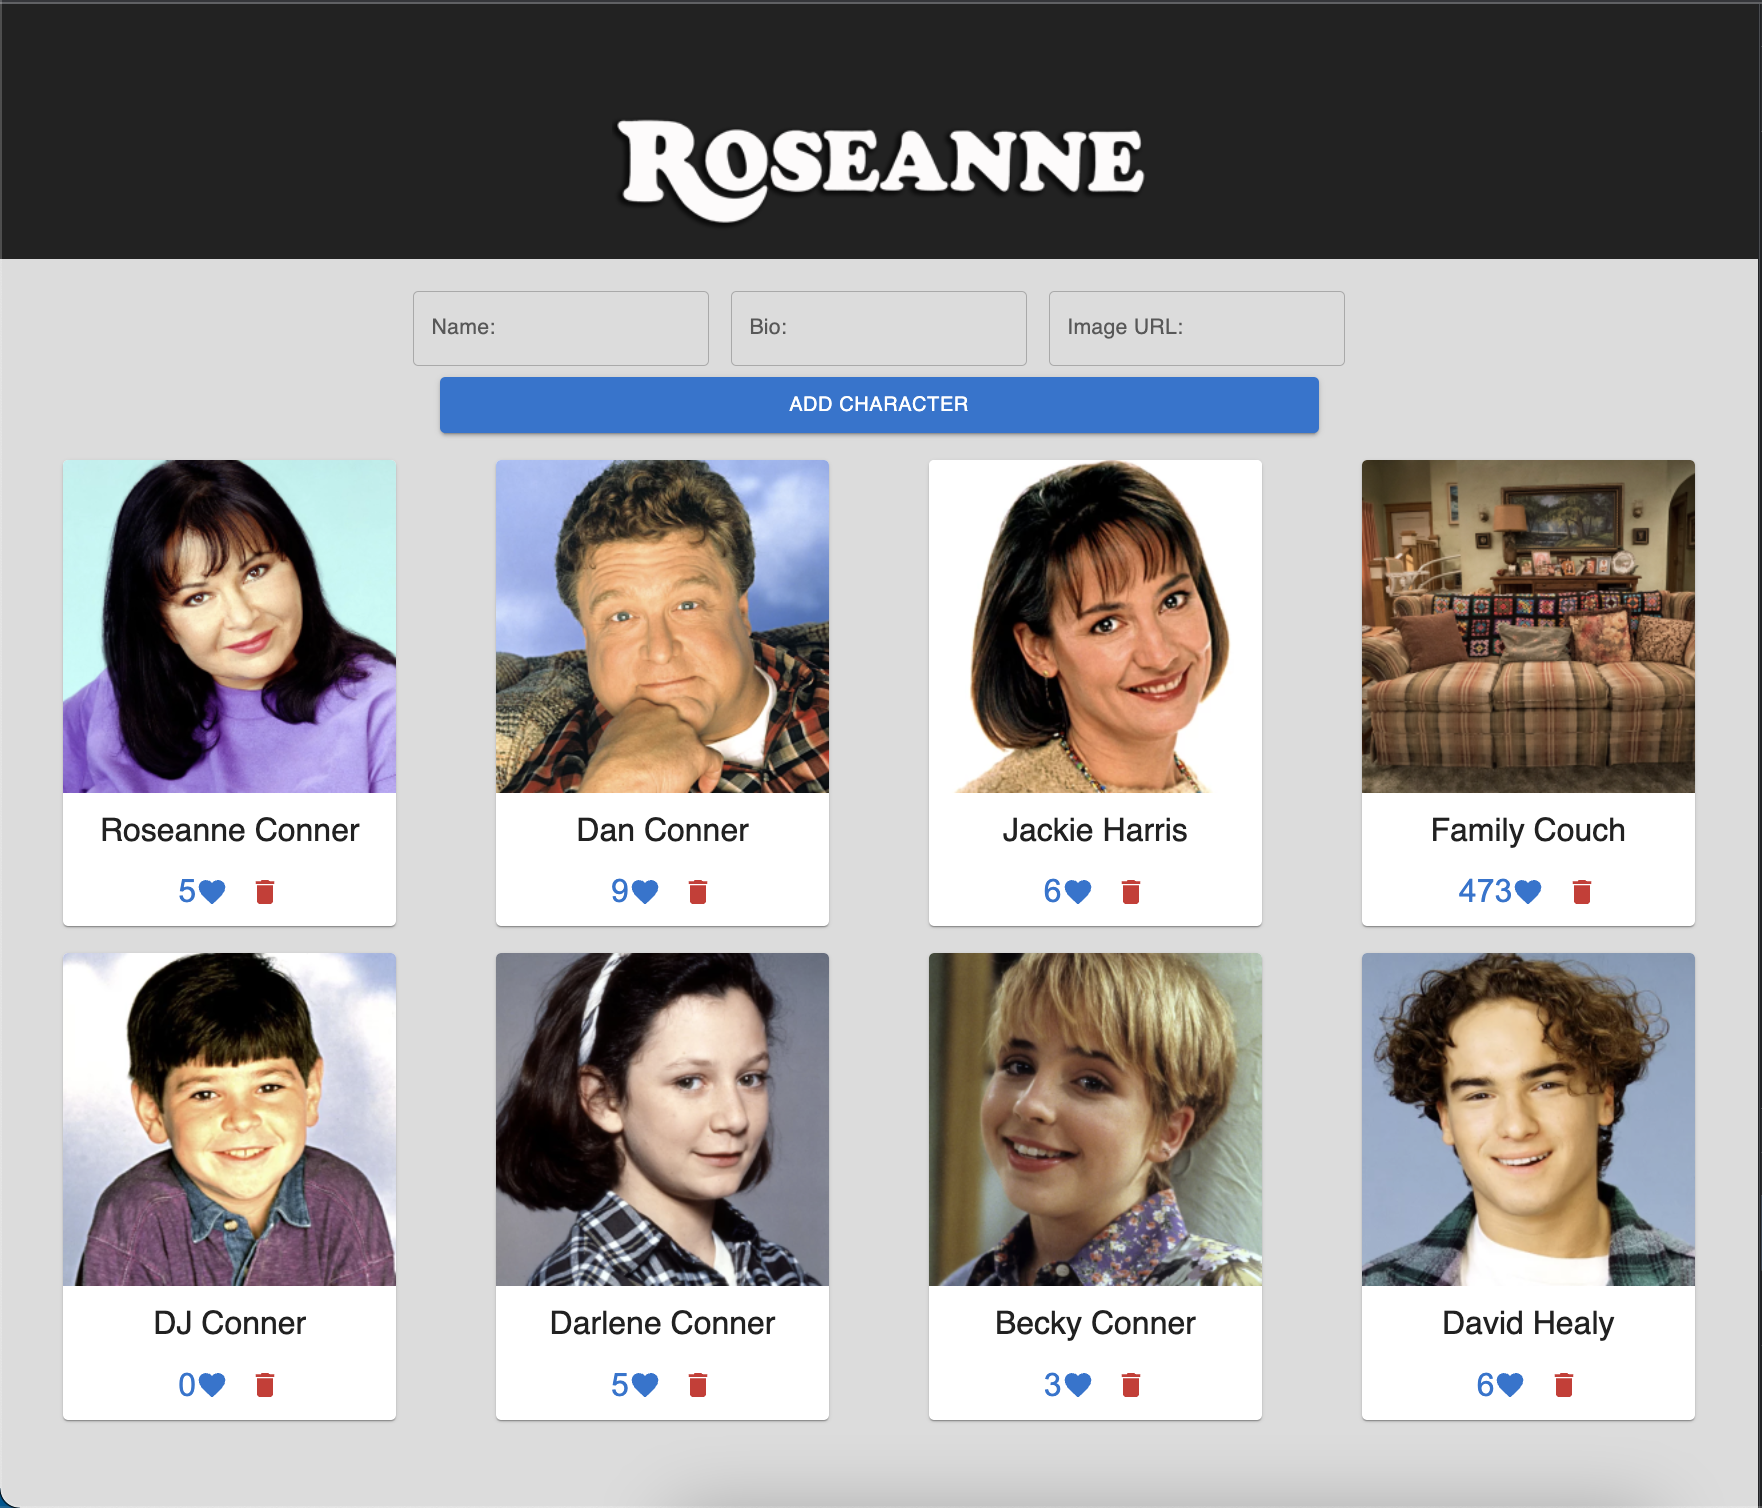 ROSEANNE
Name:
Bio:
Image URL:
ADD CHARACTER
Roseanne Conner
Dan Conner
Jackie Harris
Family Couch
5
9
6
473
DJ Conner
Darlene Conner
Becky Conner
David Healy
0
5
3
6